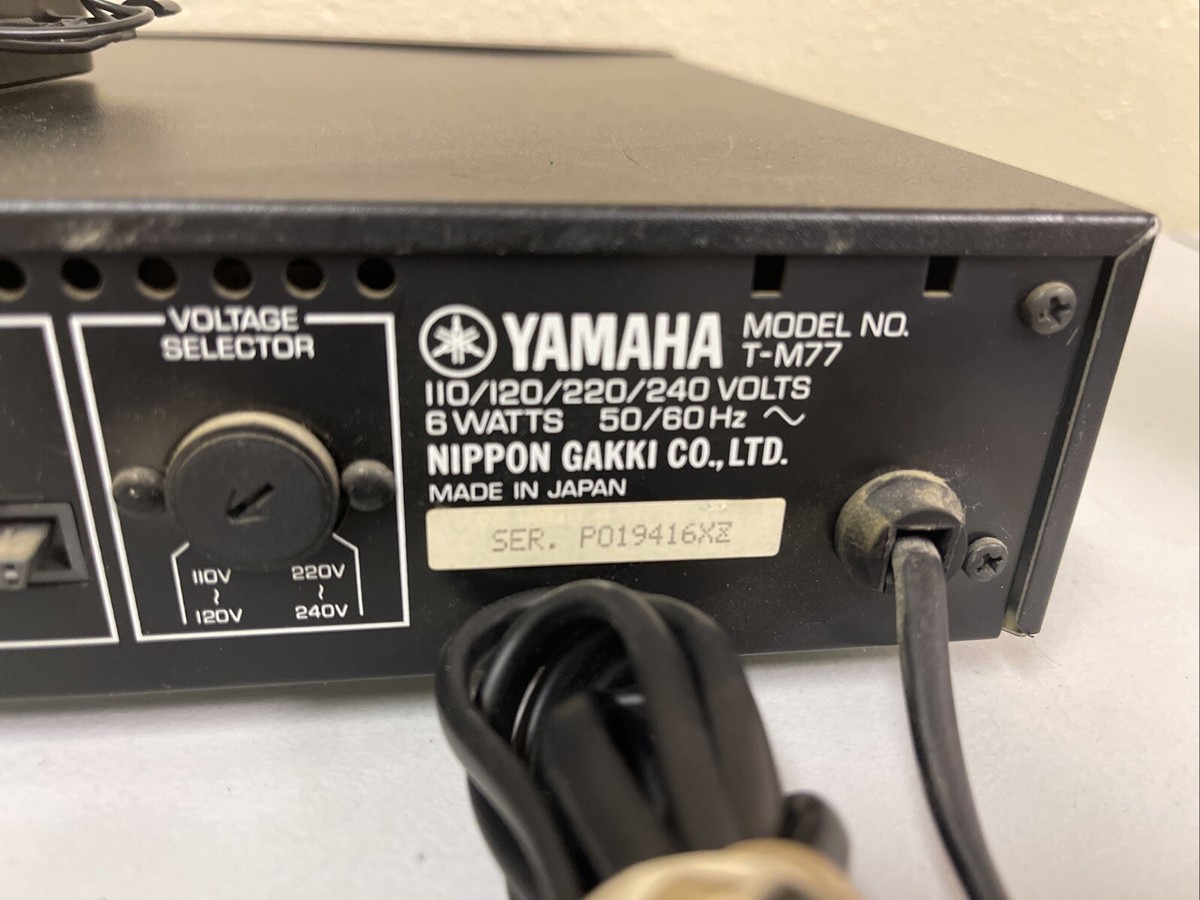 VOLTAGE
SELECTOR
110V
~
120V
220V
~
240V
YAMAHA
MODEL NO.
T-M77
110/120/220/240 VOLTS
6 WATTS 50/60 Hz ~
NIPPON GAKKI CO., LTD.
MADE IN JAPAN
SER. P019416XZ